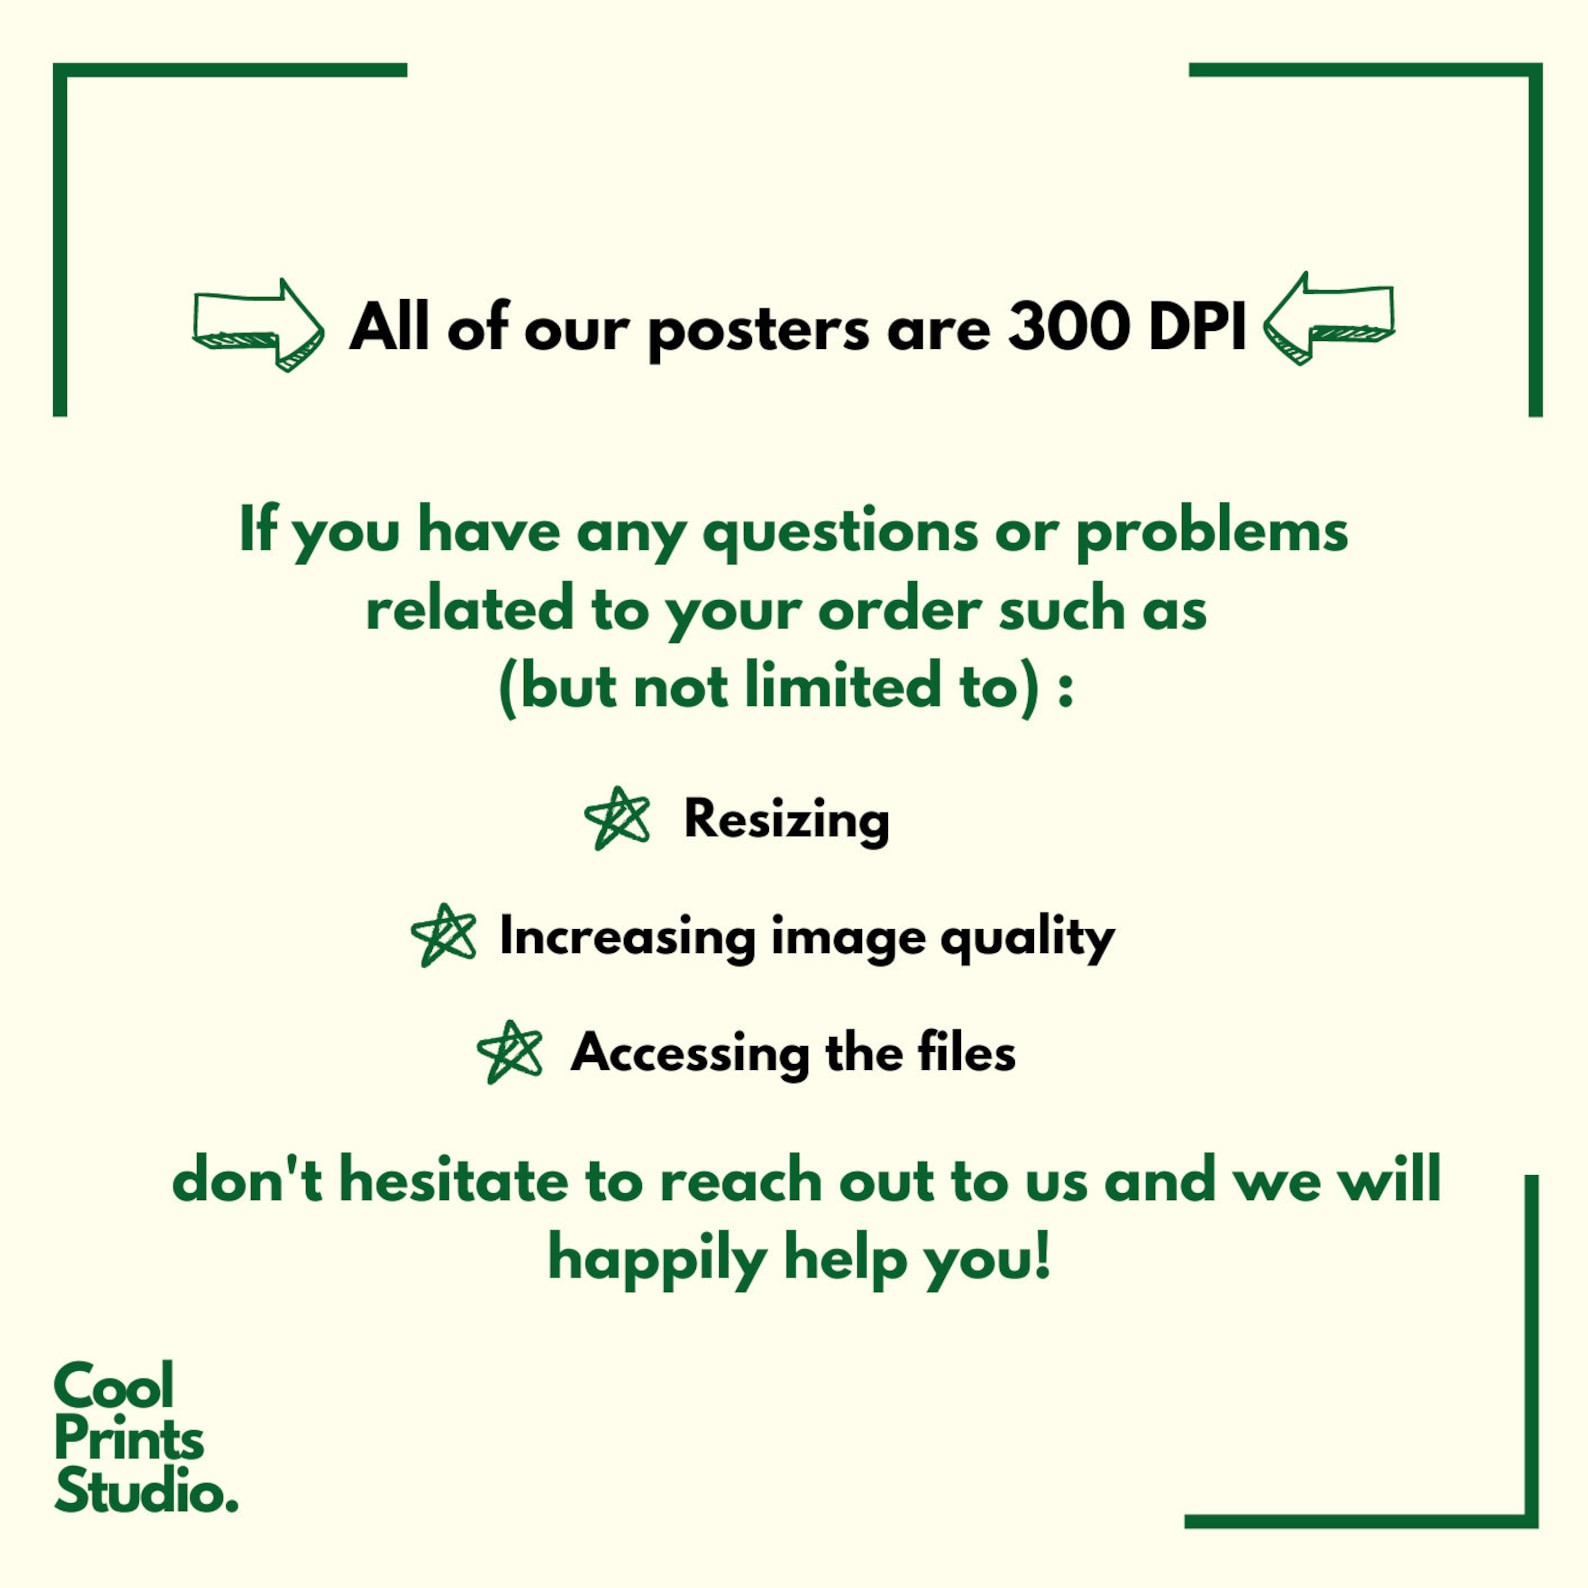 All of our posters are 300 DPI
If you have any questions or problems
related to your order such as
(but not limited to) :
Resizing
Increasing image quality
Accessing the files
don't hesitate to reach out to us and we will
happily help you!
Cool
Prints
Studio.